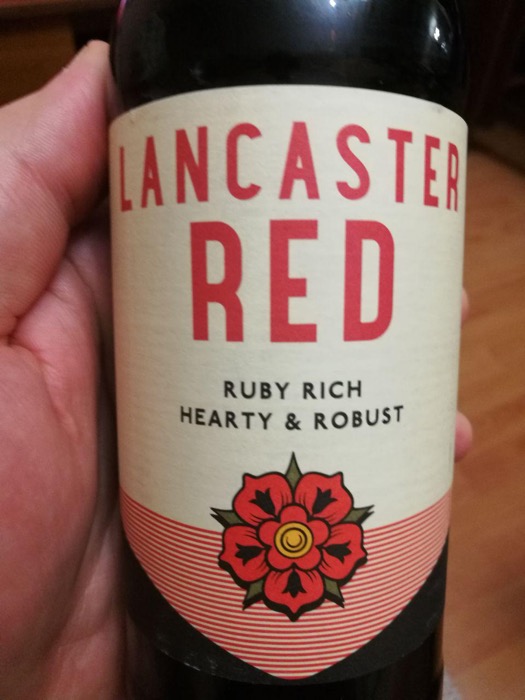 LANCASTER
RED
RUBY RICH
HEARTY & ROBUST